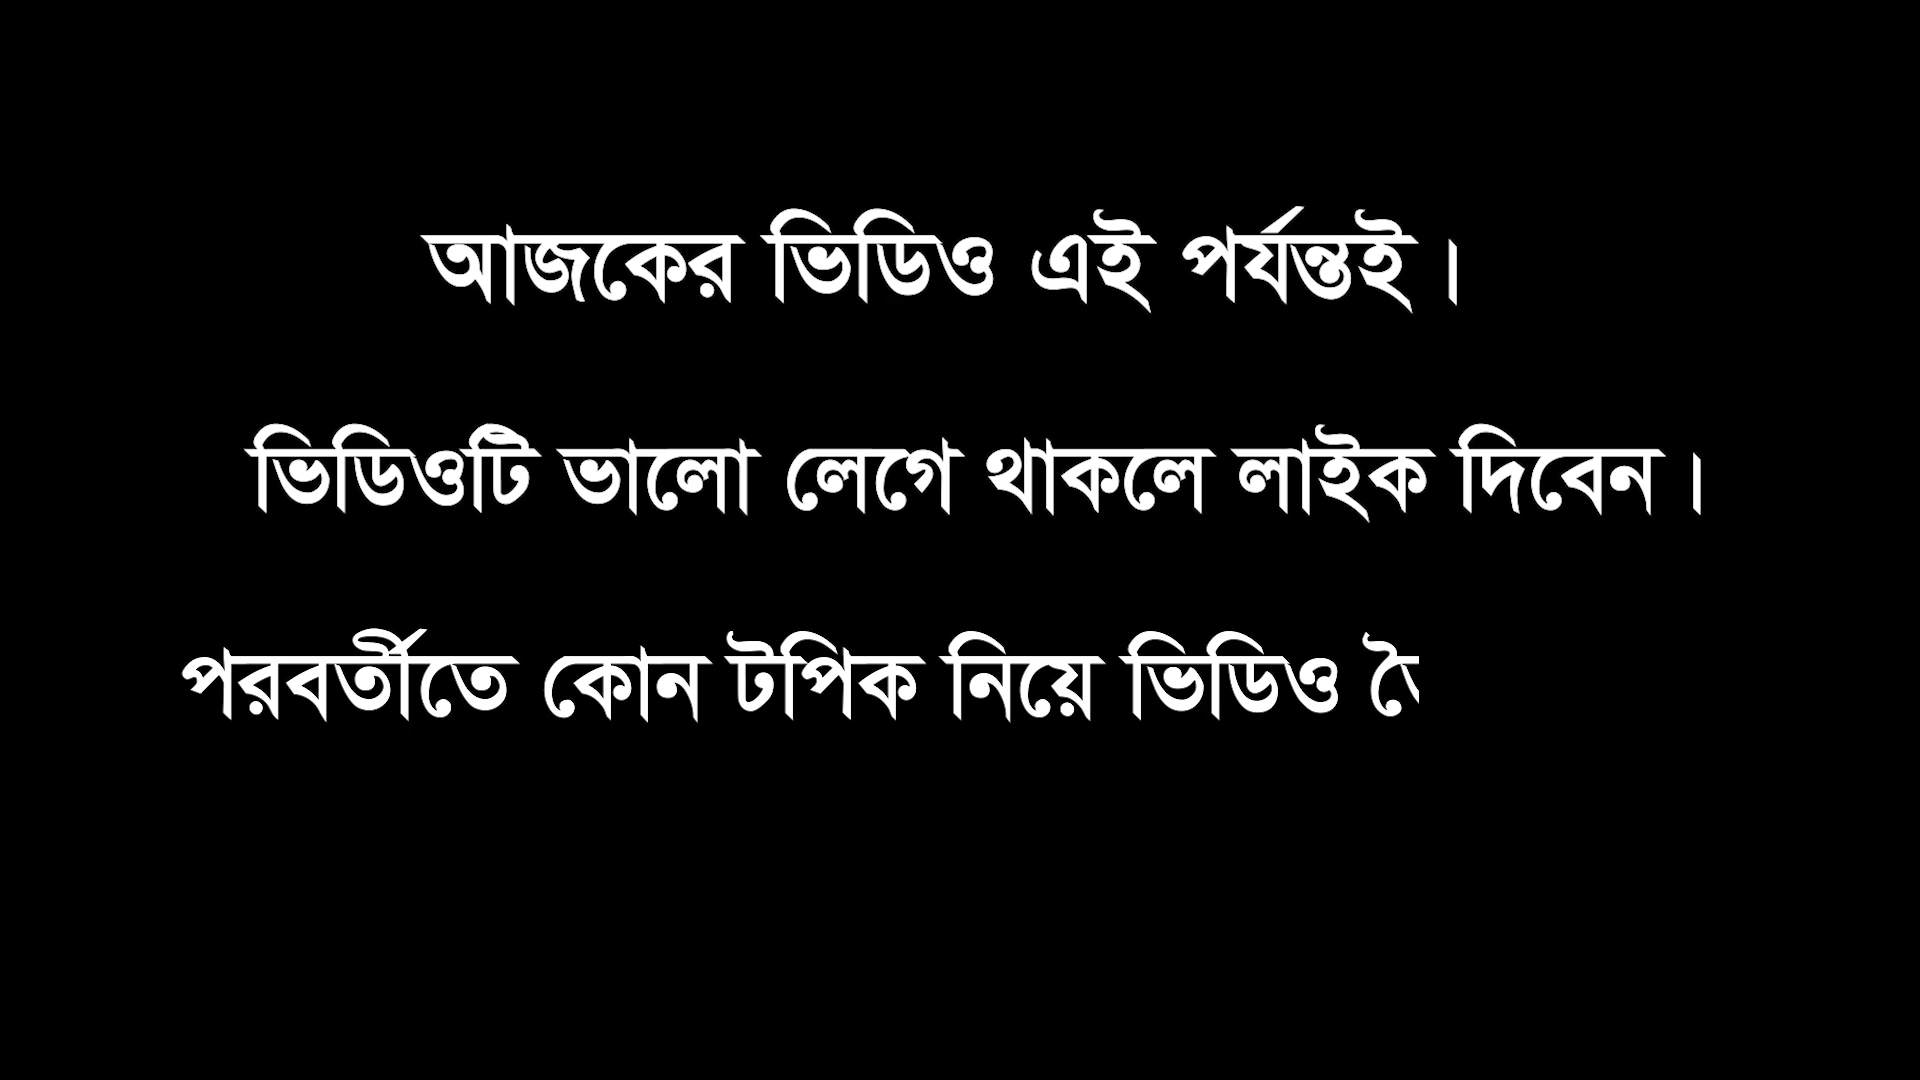 আজকের ভিডিও এই পর্যন্তই।
ভিডিওটি ভালো লেগে থাকলে লাইক দিবেন।
পরবর্তীতে কোন টপিক নিয়ে ভিডিও